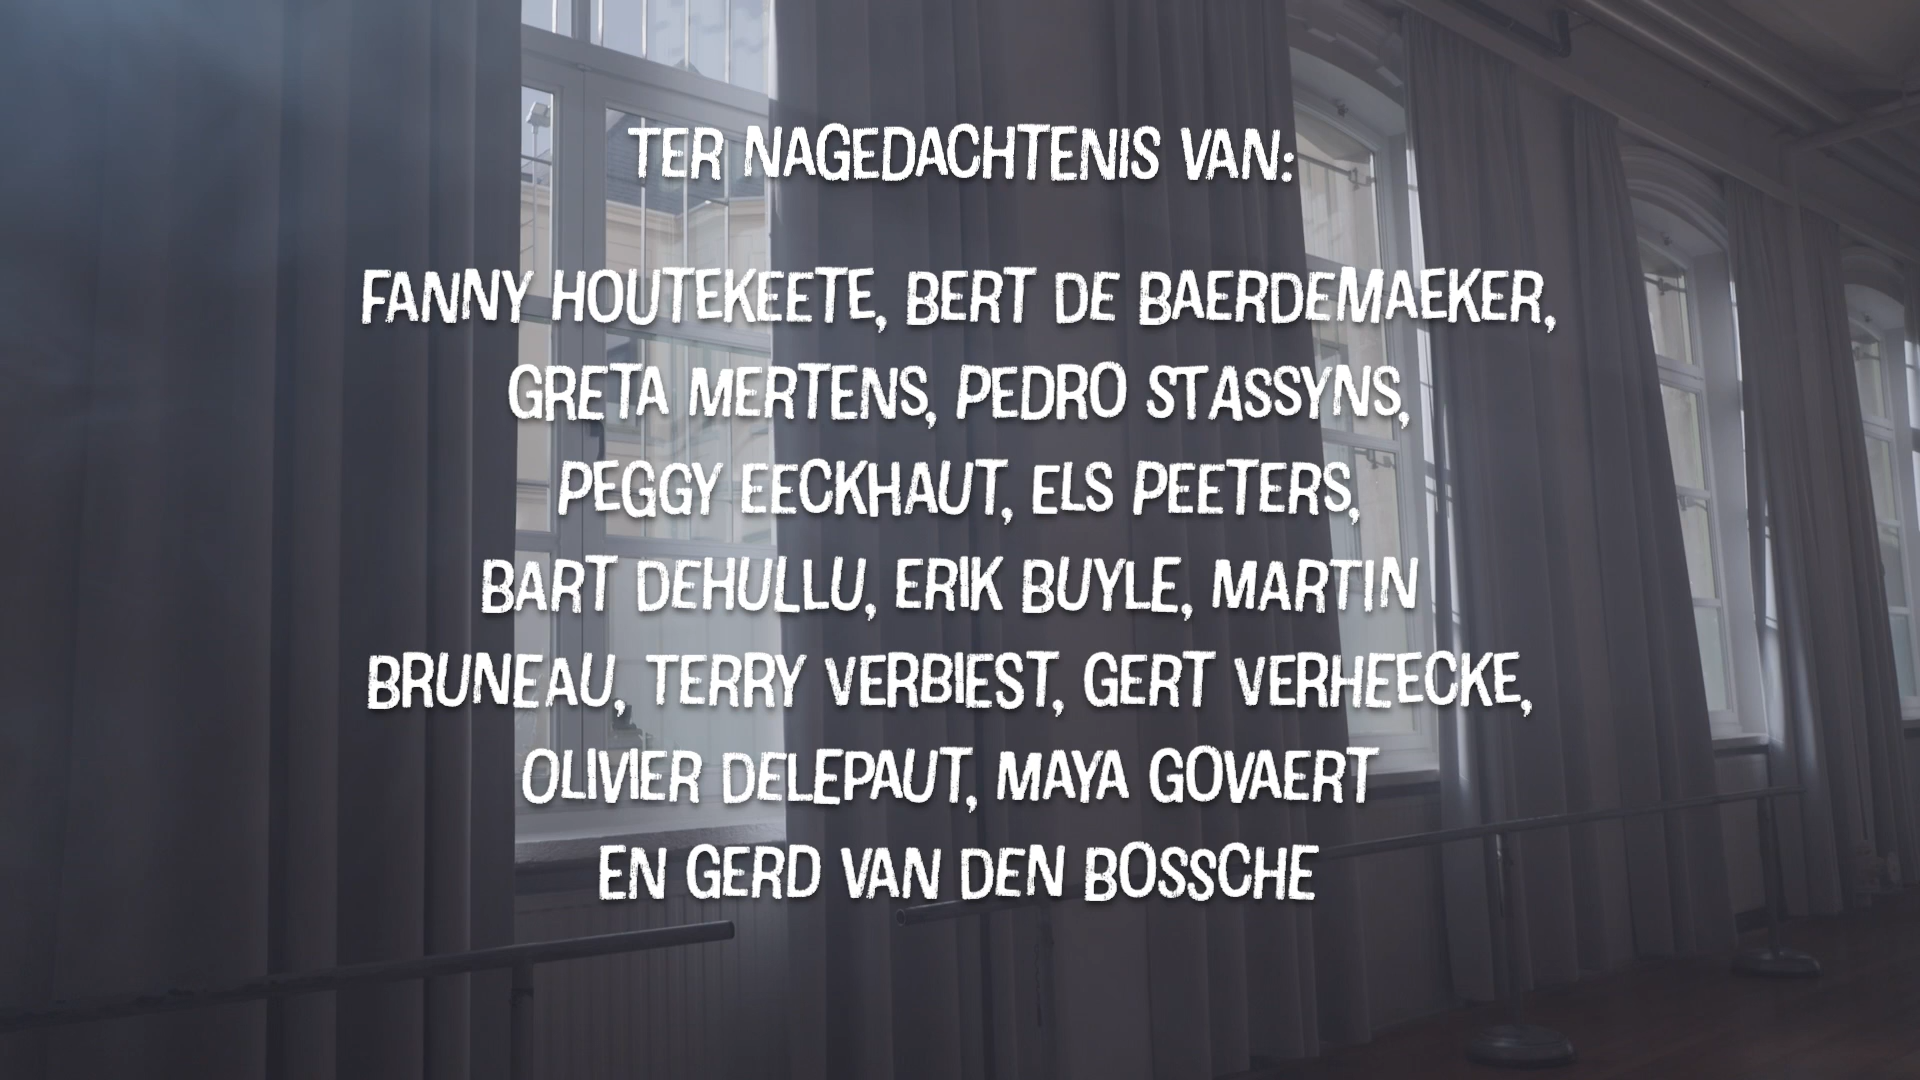 TER NAGEDACHTENIS VAN:
FANNY HOUTEKEETE, BERT DE BAERDEMAEKER,
GRETA MERTENS, PEDRO STASSYNS,
PEGGY EECKHAUT, ELS PEETERS,
BART DEHULLU, ERIK BUYLE, MARTIN
BRUNEAU, TERRY VERBIEST, GERT VERHEECKE,
OLIVIER DELEPAUT, MAYA GOVAERT
EN GERD VAN DEN BOSSCHE